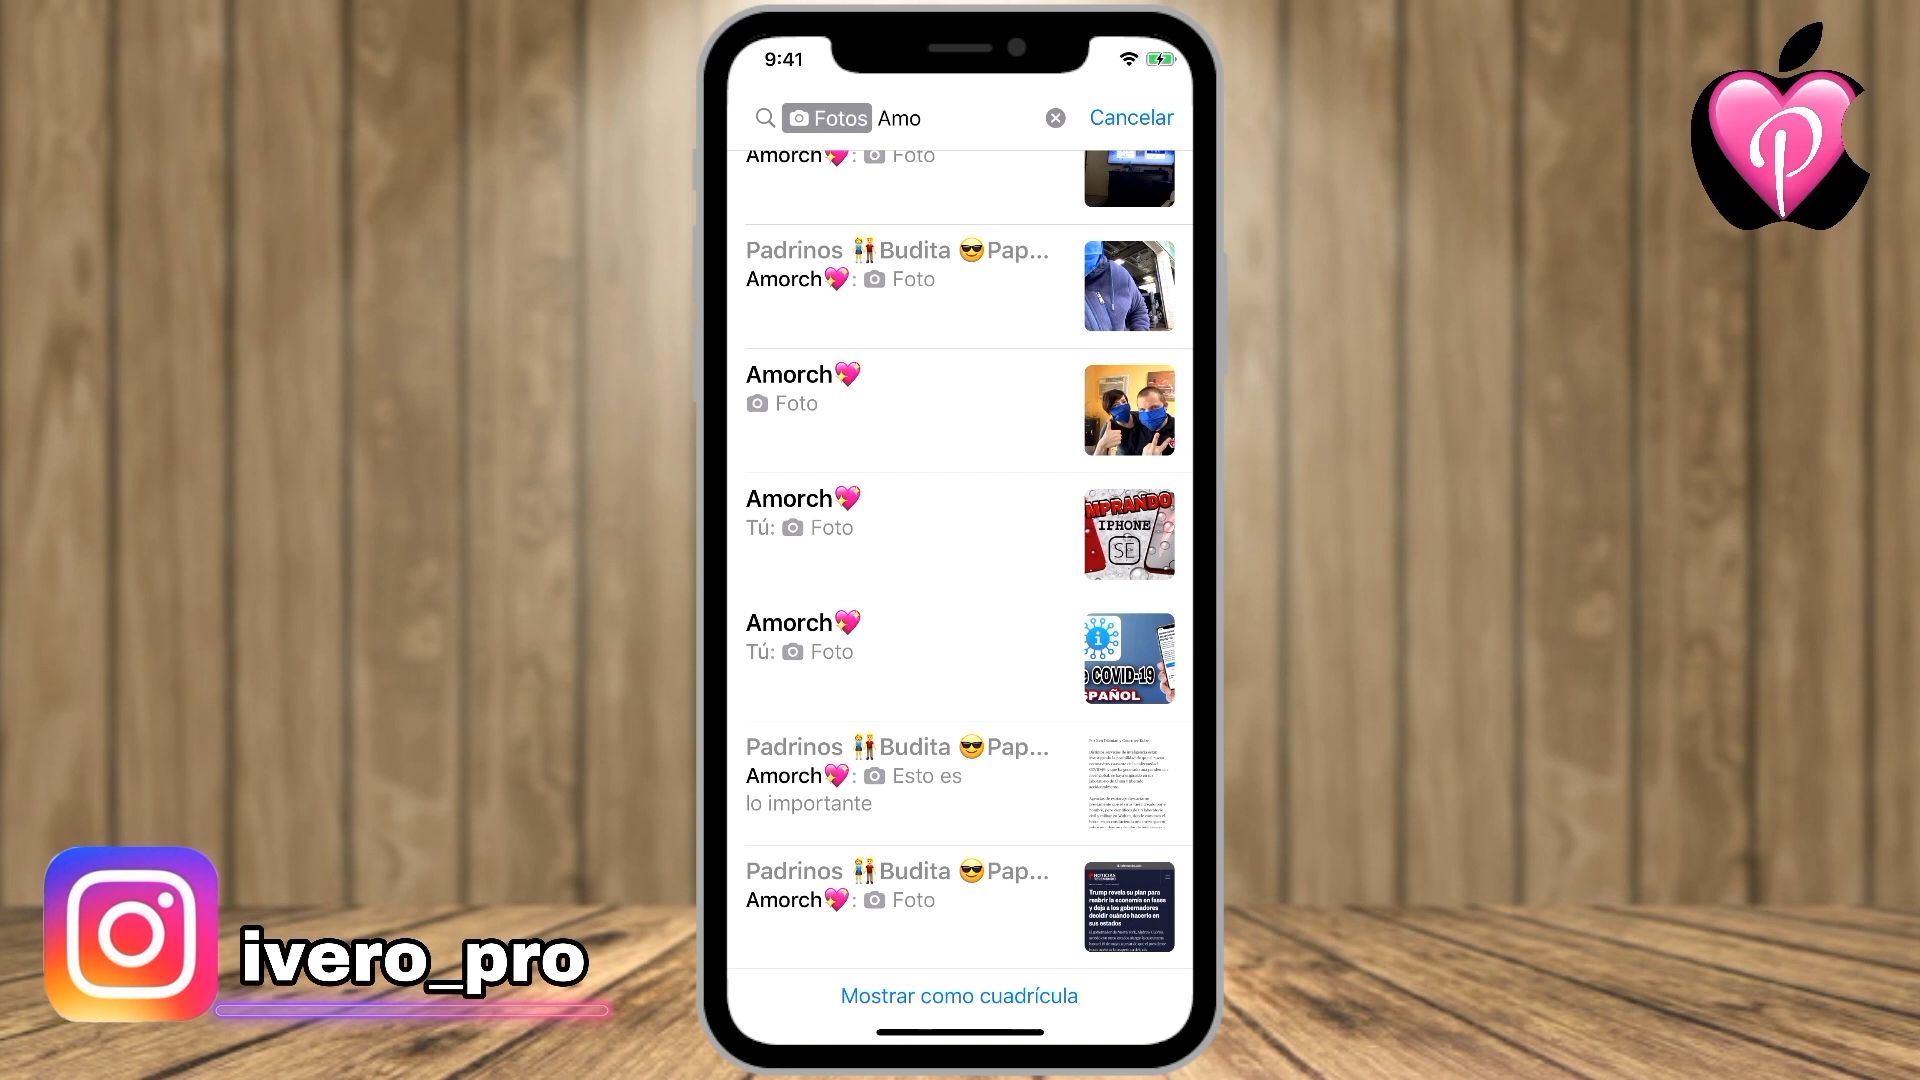 9:41
Fotos Amo
Cancelar
Amorch💖: Foto
Padrinos 👫Budita 😎Pap...
Amorch💖: Foto
Amorch💖
Foto
Amorch💖
Tú: Foto
MPRANDO
IPHONE
SE
Amorch💖
Tú: Foto
COVID-19
SPAÑOL
Padrinos 👫Budita 😎Pap...
Amorch💖: Esto es
lo importante
Padrinos 👫Budita 😎Pap...
Amorch💖: Foto
NOTICIAS
Trump revela su plan para
reabrir la economía en fases
y deja a los gobernadores
decidir cuándo hacerlo en
sus estados
Mostrar como cuadrícula
P
ivero_pro